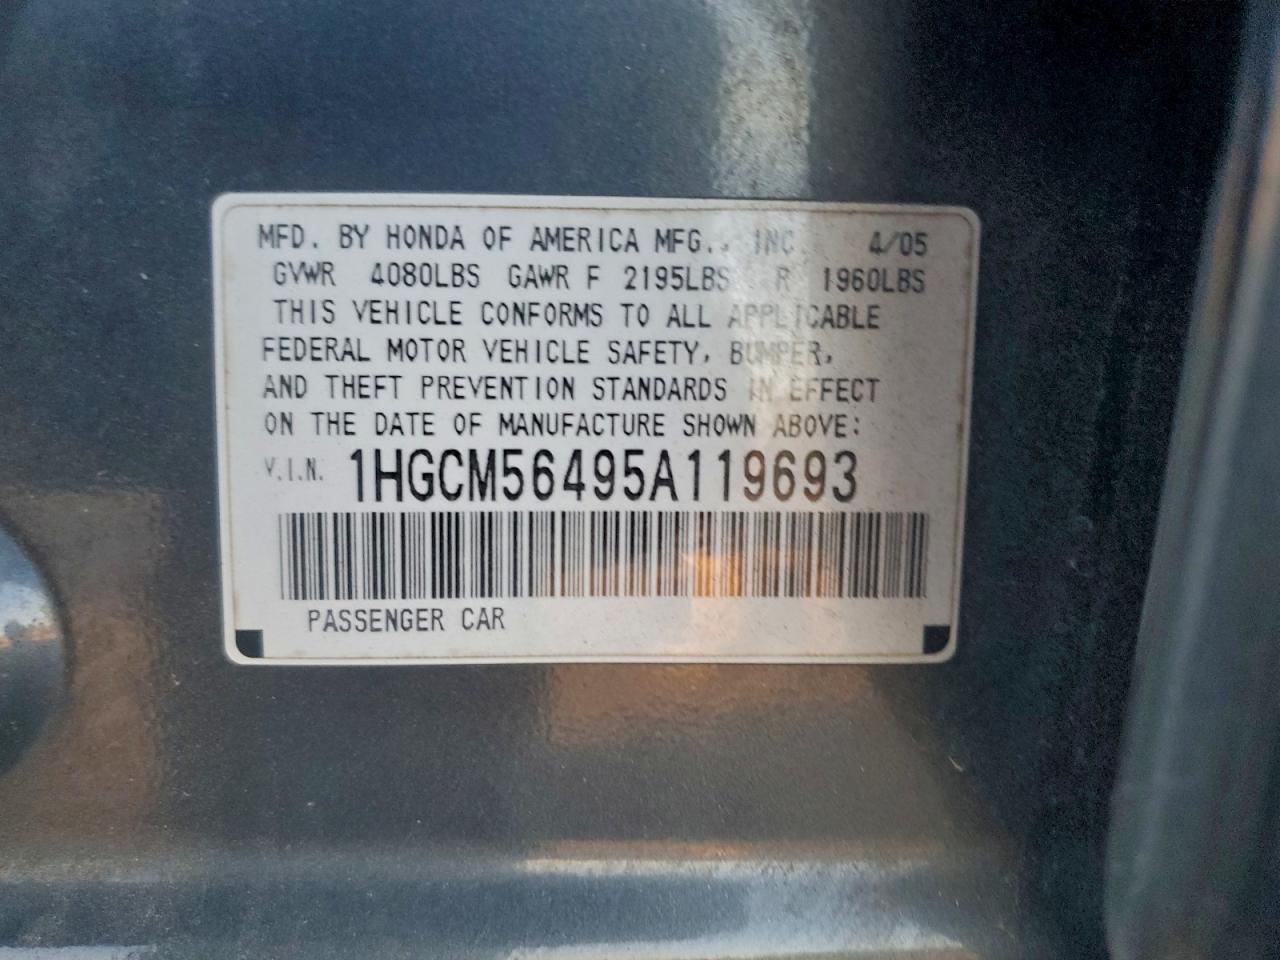 MFD. BY HONDA OF AMERICA MFG., INC. 4/05
GVWR 4080LBS GAWR F 2195LBS R 1960LBS
THIS VEHICLE CONFORMS TO ALL APPLICABLE
FEDERAL MOTOR VEHICLE SAFETY, BUMPER,
AND THEFT PREVENTION STANDARDS IN EFFECT
ON THE DATE OF MANUFACTURE SHOWN ABOVE:
V.I.N. 1HGCM56495A119693
PASSENGER CAR